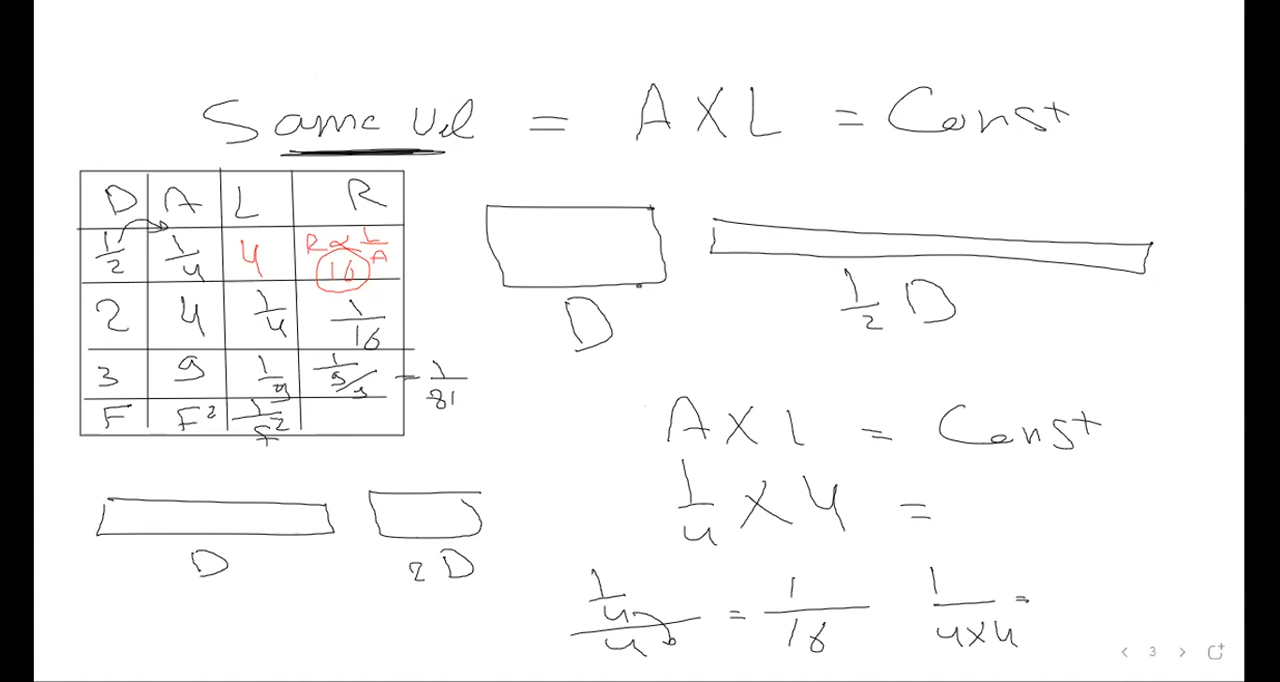 Same Vol = A X L = Const
D A L R
1/2 1/4 4 R ∝ L/A 16
2 4 1/4 1/16
3 9 1/9 1/9/9 = 1/81
F F² 1/F²
D
1/2 D
A X L = Const
1/4 X 4 =
D
2 D
1/4/4 = 1/16 1/4X4 =
< 3 >